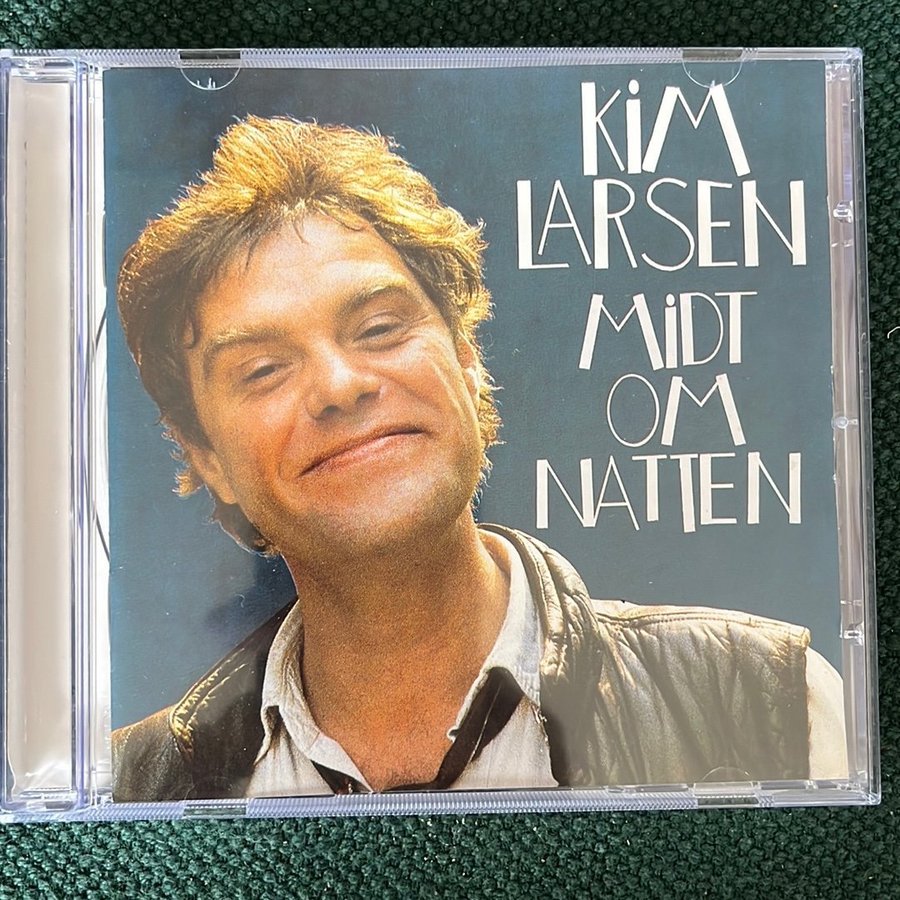 KiM
LARSEN
MiDT
OM
NATTEN